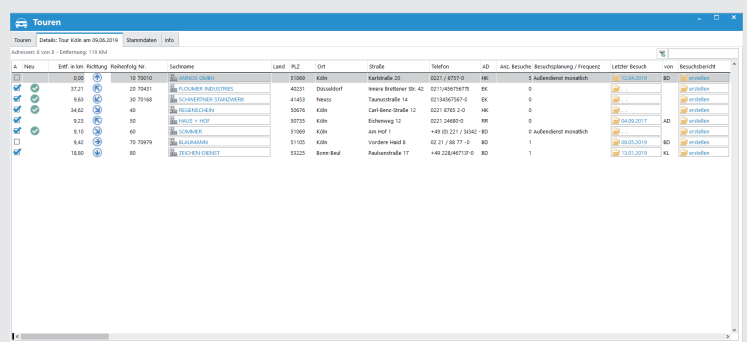 Touren
Touren Details: Tour Köln am 09.06.2019 Stammdaten Info
Adressen: 8 von 8 - Entfernung: 119 KM
A Neu Entf. in km Richtung Reihenfolg Nr. Suchname Land PLZ Ort Straße Telefon AD Anz. Besuche Besuchsplanung / Frequenz Letzter Besuch von Besuchsbericht
0,00 10 70010 ANNOS GMBH 51069 Köln Karlstraße 20 0221 / 6757-0 HK 5 Außendienst monatlich 12.04.2019 BD erstellen
37,21 20 70431 FLOUMER INDUSTRIES 40231 Düsseldorf Innere Brettener Str. 42 0211/45675675 EK 0 . . erstellen
9,63 30 70168 SCHWERTNER STANZWERK 41453 Neuss Taunusstraße 14 02134567567-0 EK 0 . . erstellen
34,62 40 REGENSCHEIN 50676 Köln Carl-Benz-Straße 12 0221 8765 2-0 HK 0 . . erstellen
9,23 50 HAUS + HOF 50735 Köln Eichenweg 12 0221 24680-0 RR 0 04.09.2017 AD erstellen
9,10 60 SOMMER 51069 Köln Am Hof 1 +49 (0) 221 / 34342 - BD 0 Außendienst monatlich . . erstellen
9,42 70 70979 BLAUMANN 51105 Köln Vordere Haid 8 02 21 / 88 77 -0 BD 1 08.05.2019 BD erstellen
18,80 80 ZEICHEN-DIENST 53225 Bonn-Beul Paulsenstraße 17 +49 228/46713F-0 BD 1 13.01.2019 KL erstellen